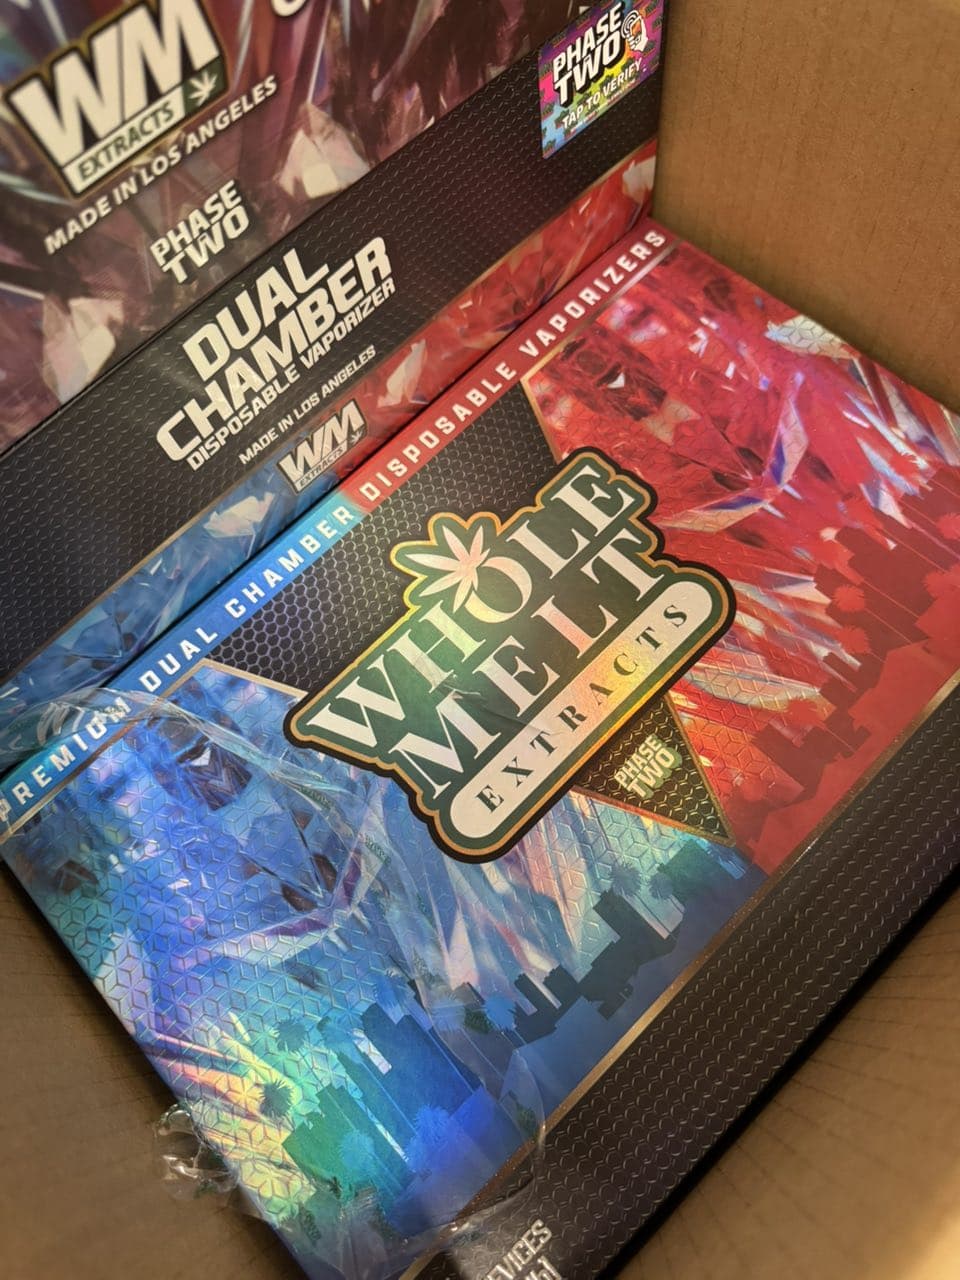 WM
EXTRACTS
MADE IN LOS ANGELES
PHASE
TWO
PHASE
TWO
TAP TO VERIFY
DUAL
CHAMBER
DISPOSABLE VAPORIZER
MADE IN LOS ANGELES
WM
EXTRACTS
PREMIUM DUAL CHAMBER DISPOSABLE VAPORIZERS
WHOLE
MELT
EXTRACTS
PHASE
TWO